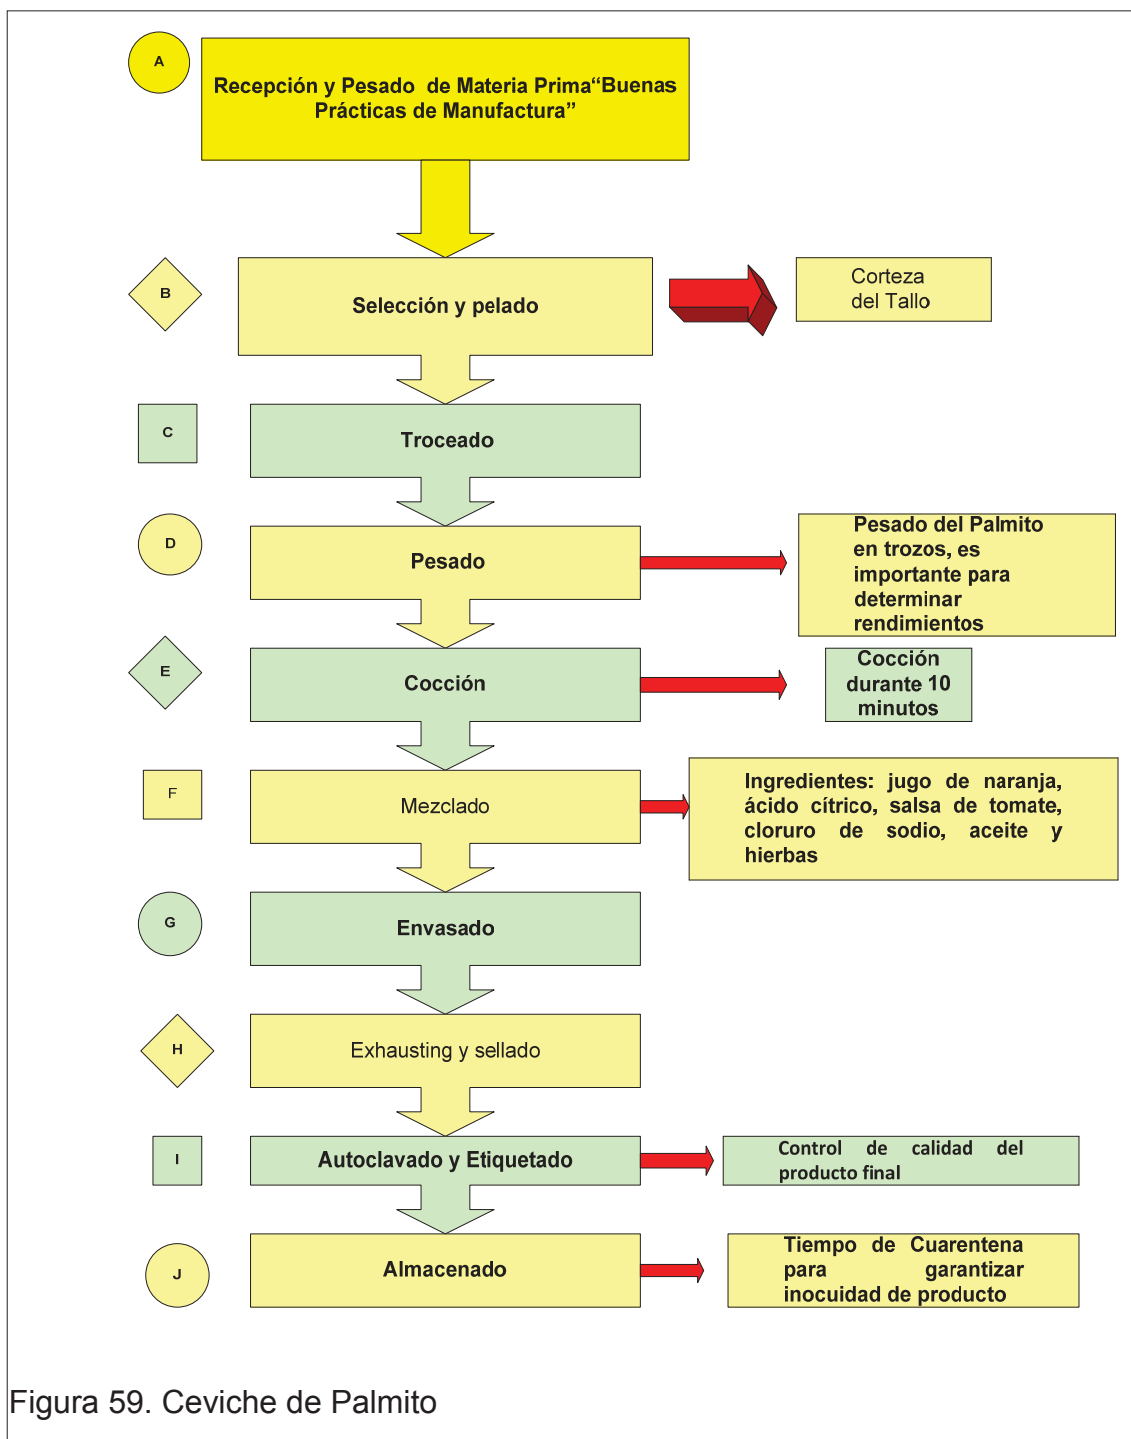 A
Recepción y Pesado de Materia Prima“Buenas
Prácticas de Manufactura”
B
Selección y pelado
Corteza
del Tallo
C
Troceado
D
Pesado
Pesado del Palmito
en trozos, es
importante para
determinar
rendimientos
E
Cocción
Cocción
durante 10
minutos
F
Mezclado
Ingredientes: jugo de naranja,
ácido cítrico, salsa de tomate,
cloruro de sodio, aceite y
hierbas
G
Envasado
H
Exhausting y sellado
I
Autoclavado y Etiquetado
Control de calidad del
producto final
J
Almacenado
Tiempo de Cuarentena
para garantizar
inocuidad de producto
Figura 59. Ceviche de Palmito